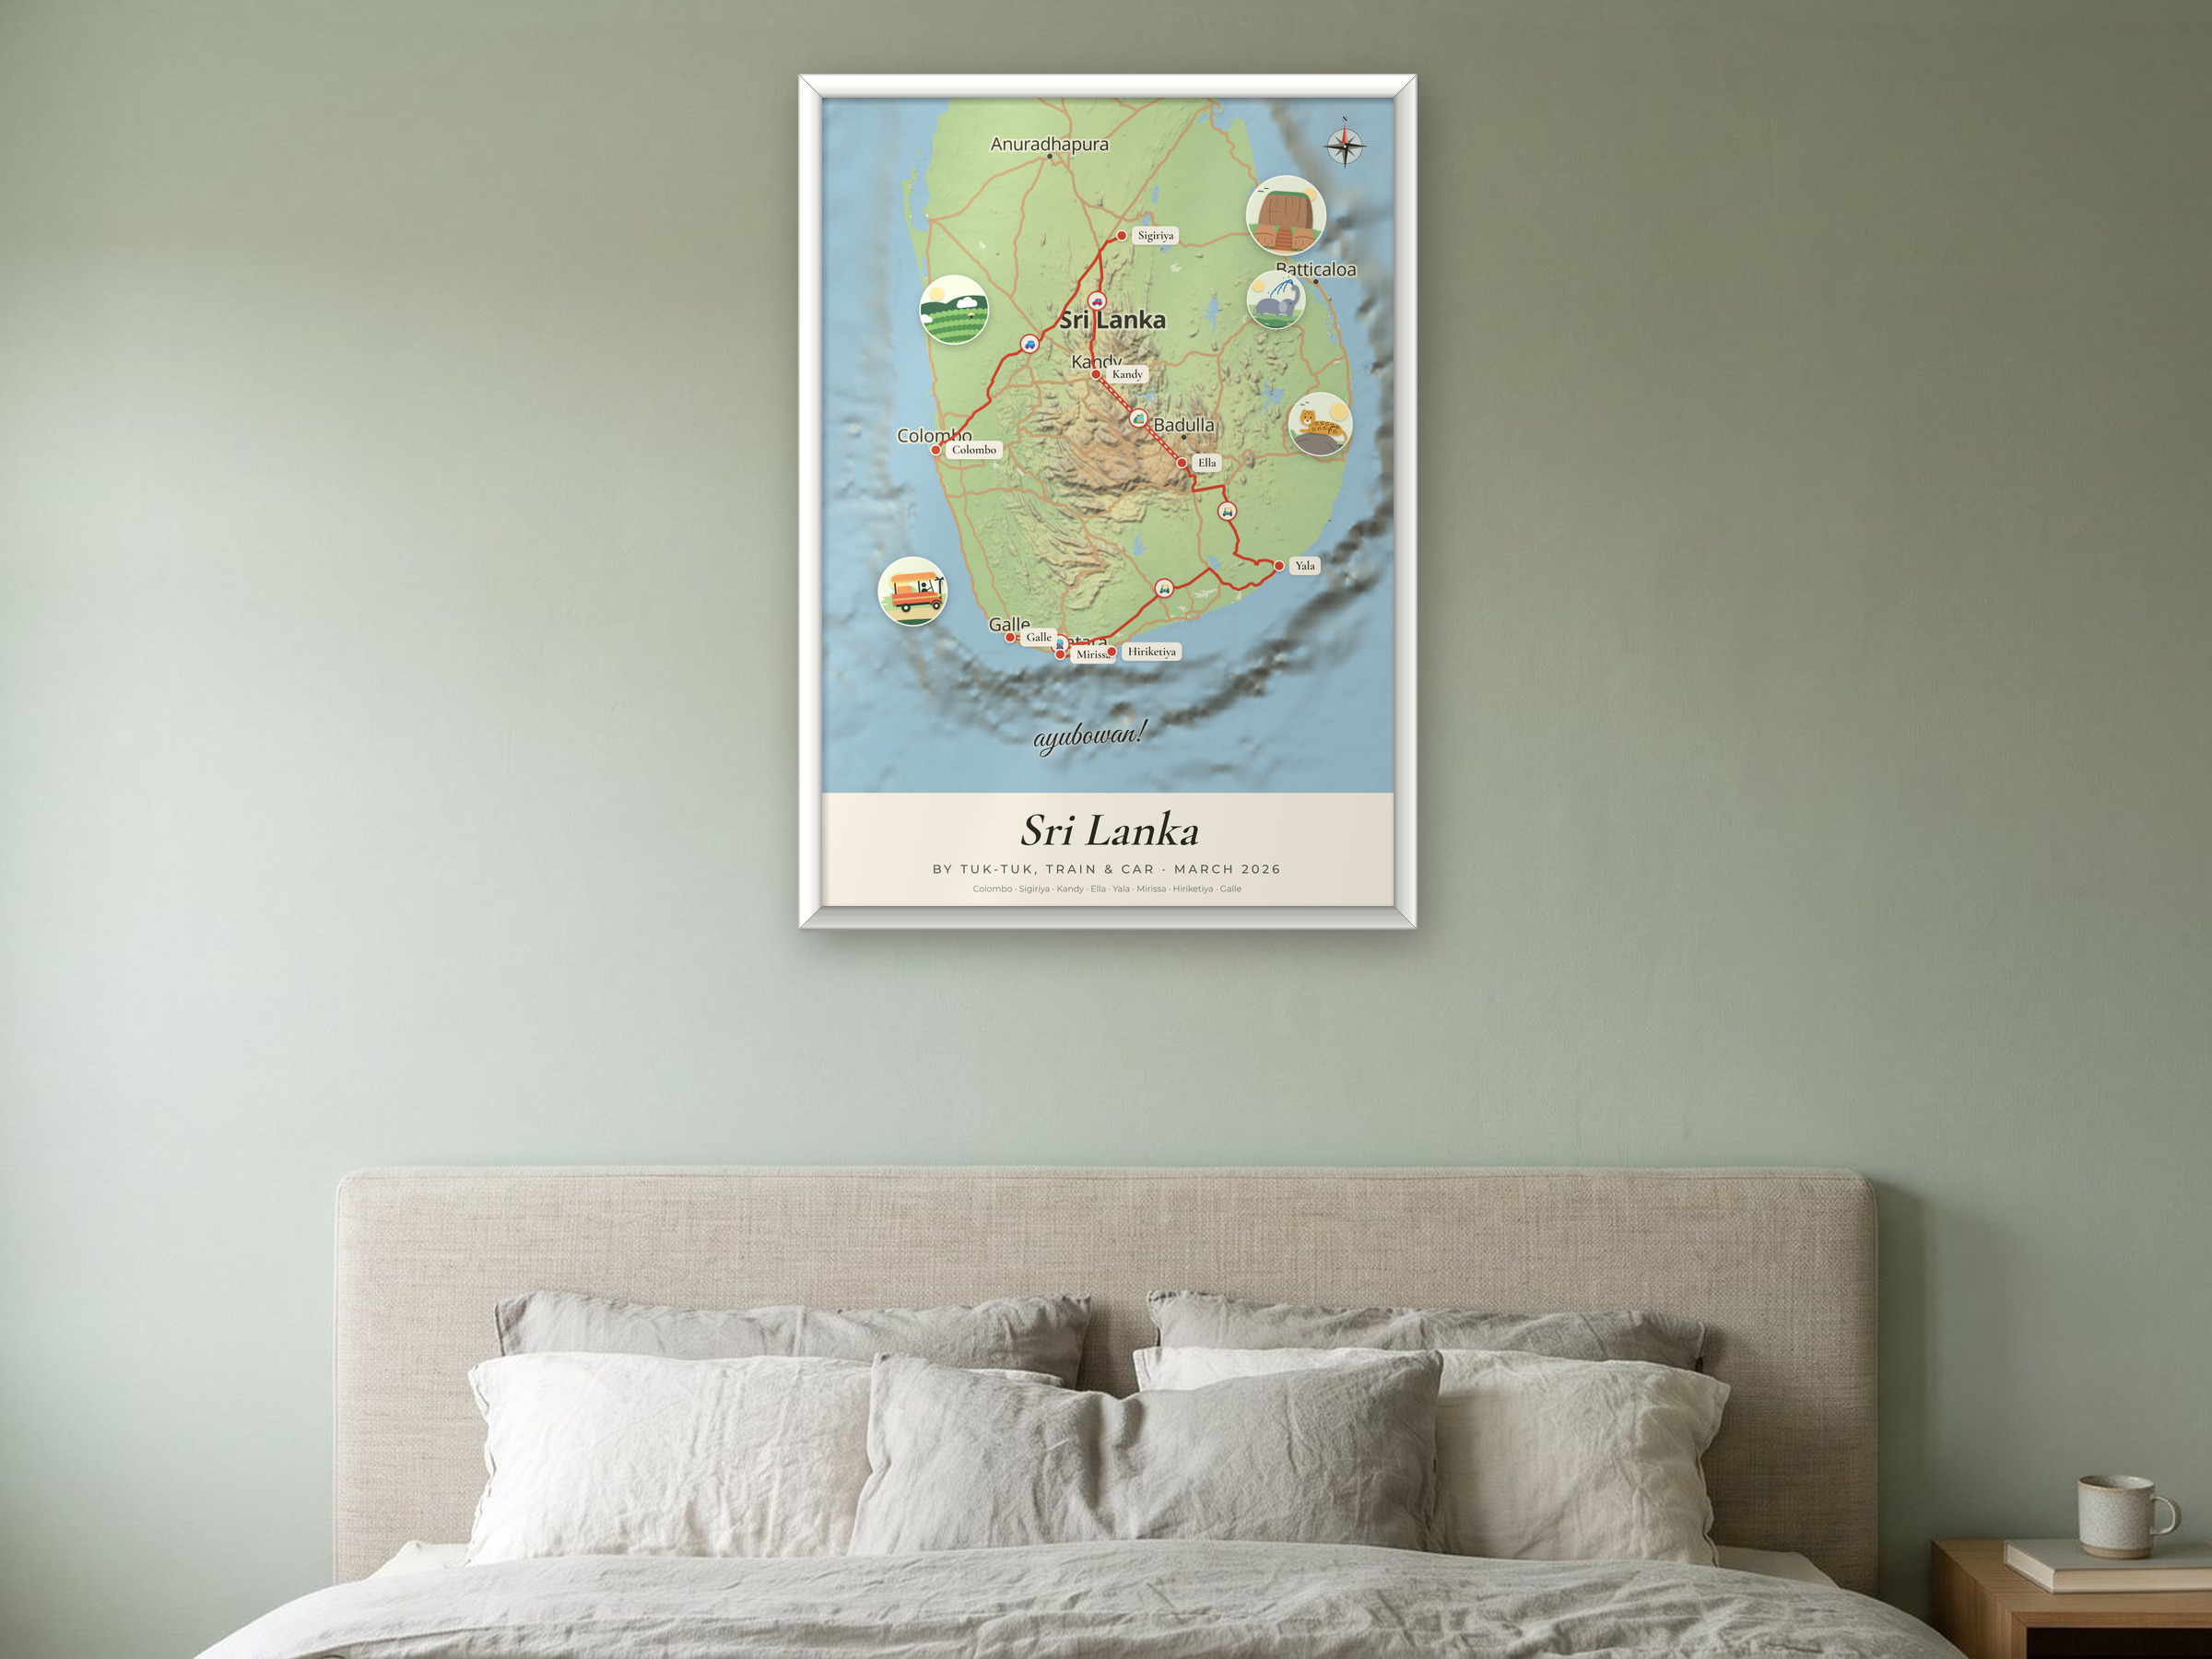 N
Anuradhapura
Sigiriya
Batticaloa
Sri Lanka
Kandy
Kandy
Badulla
Colombo
Colombo
Ella
Yala
Galle
Galle
Mirissa
Hiriketiya
ayubowan!
Sri Lanka
BY TUK-TUK, TRAIN & CAR · MARCH 2026
Colombo · Sigiriya · Kandy · Ella · Yala · Mirissa · Hiriketiya · Galle